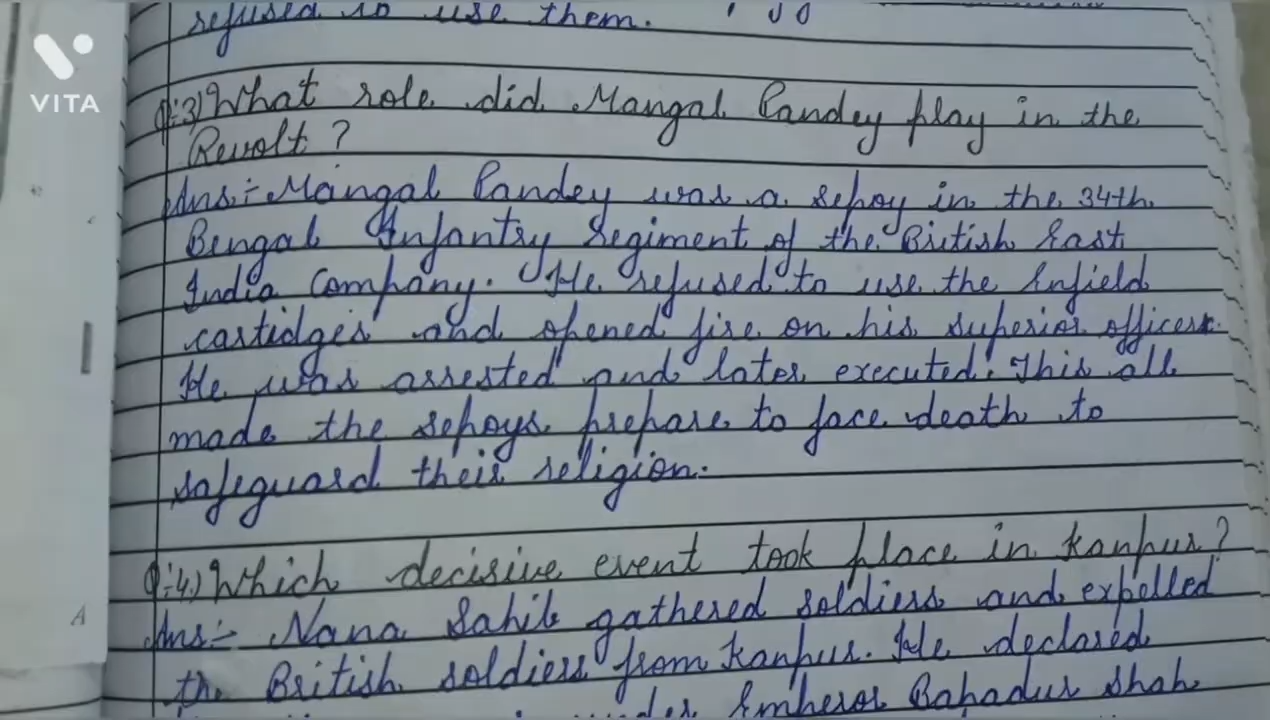 refused to use them.
VITA
Q:3) What role did Mangal Pandey play in the
Revolt?
Ans:- Mangal Pandey was a sepoy in the 34th
Bengal Infantry regiment of the British East
India Company. He refused to use the Enfield
cartidges and opened fire on his superior officer.
He was arrested and later executed. This all
made the sepoys prepare to face death to
safeguard their religion.
Q:4.) Which decisive event took place in Kanpur?
Ans:- Nana Sahib gathered soldiers and expelled
the British soldiers from Kanpur. He declared
Emperor Bahadur Shah
A